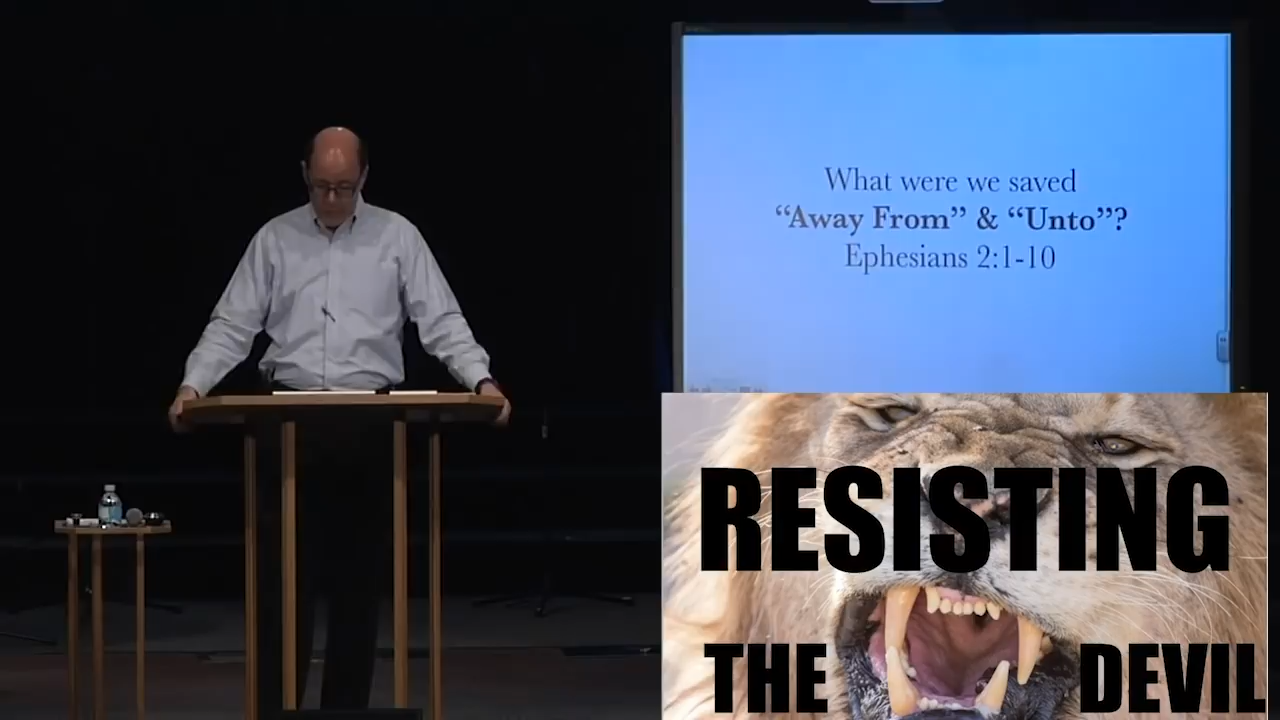 What were we saved
“Away From” & “Unto”?
Ephesians 2:1-10
RESISTING
THE DEVIL